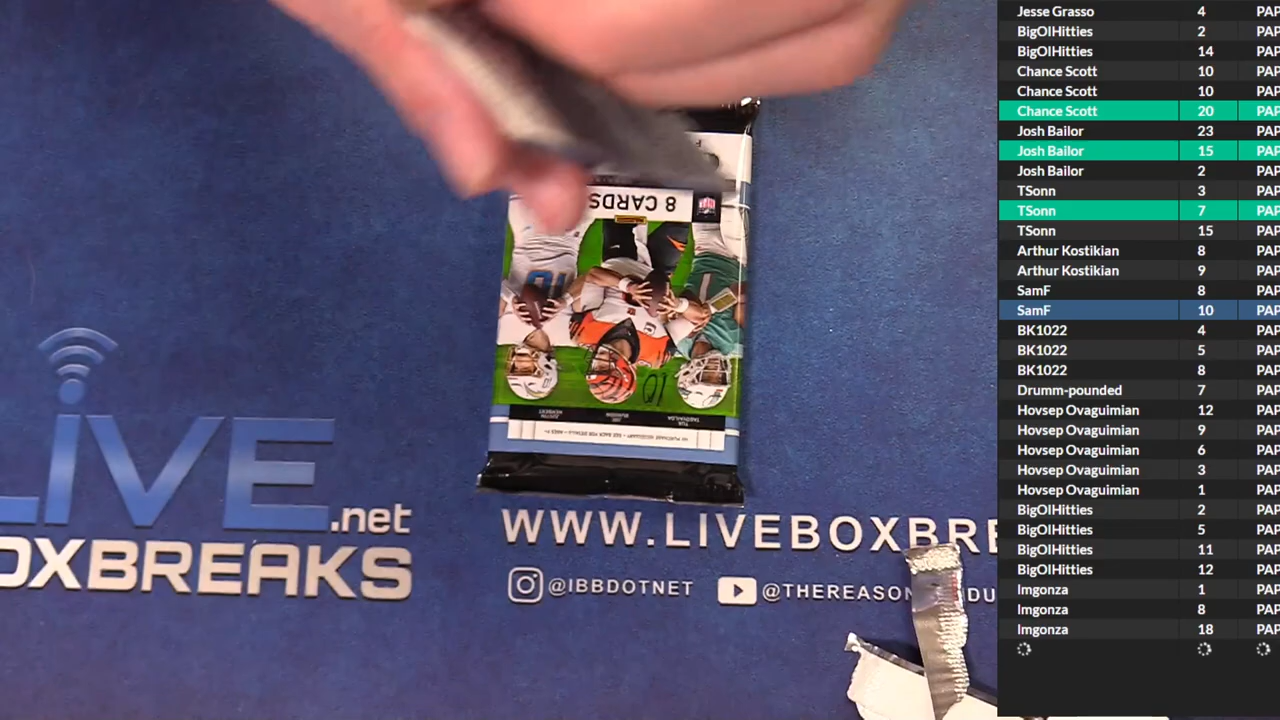 Jesse Grasso 4 PAP
BigOlHitties 2 PAP
BigOlHitties 14 PAP
Chance Scott 10 PAP
Chance Scott 10 PAP
Chance Scott 20 PAP
Josh Bailor 23 PAP
Josh Bailor 15 PAP
Josh Bailor 2 PAP
TSonn 3 PAP
TSonn 7 PAP
TSonn 15 PAP
Arthur Kostikian 8 PAP
Arthur Kostikian 9 PAP
SamF 8 PAP
SamF 10 PAP
BK1022 4 PAP
BK1022 5 PAP
BK1022 8 PAP
Drumm-pounded 7 PAP
Hovsep Ovaguimian 12 PAP
Hovsep Ovaguimian 9 PAP
Hovsep Ovaguimian 6 PAP
Hovsep Ovaguimian 3 PAP
Hovsep Ovaguimian 1 PAP
BigOlHitties 2 PAP
BigOlHitties 5 PAP
BigOlHitties 11 PAP
BigOlHitties 12 PAP
Imgonza 1 PAP
Imgonza 8 PAP
Imgonza 18 PAP
8 CARDS
10
LIVE.net
OXBREAKS
WWW.LIVEBOXBRE
@IBBDOTNET @THEREASON DU